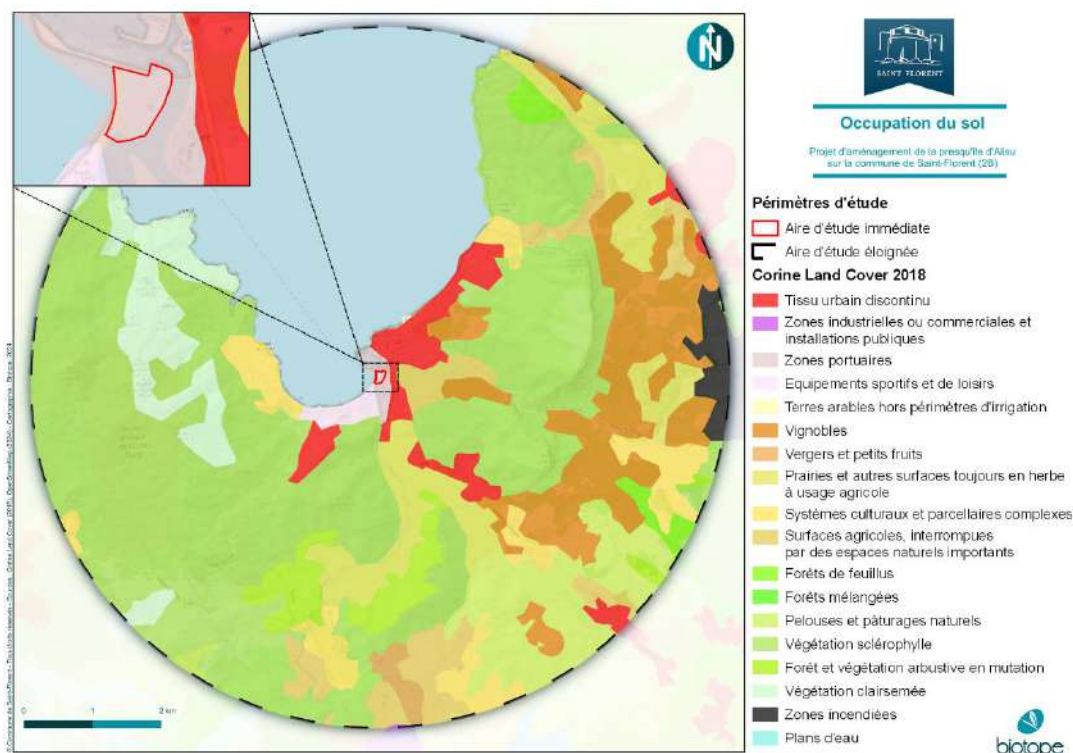 N
SAINT FLORENT
Occupation du sol
Projet d'aménagement de la presqu'île d'Alisu
sur la commune de Saint-Florent (2B)
Périmètres d'étude
Aire d'étude immédiate
Aire d'étude éloignée
Corine Land Cover 2018
Tissu urbain discontinu
Zones industrielles ou commerciales et
installations publiques
Zones portuaires
Equipements sportifs et de loisirs
Terres arables hors périmètres d'irrigation
Vignobles
Vergers et petits fruits
Prairies et autres surfaces toujours en herbe
à usage agricole
Systèmes culturaux et parcellaires complexes
Surfaces agricoles, interrompues
par des espaces naturels importants
Forêts de feuillus
Forêts mélangées
Pelouses et pâturages naturels
Végétation sclérophylle
Forêt et végétation arbustive en mutation
Végétation clairsemée
Zones incendiées
Plans d'eau
biotope
0 1 2 km